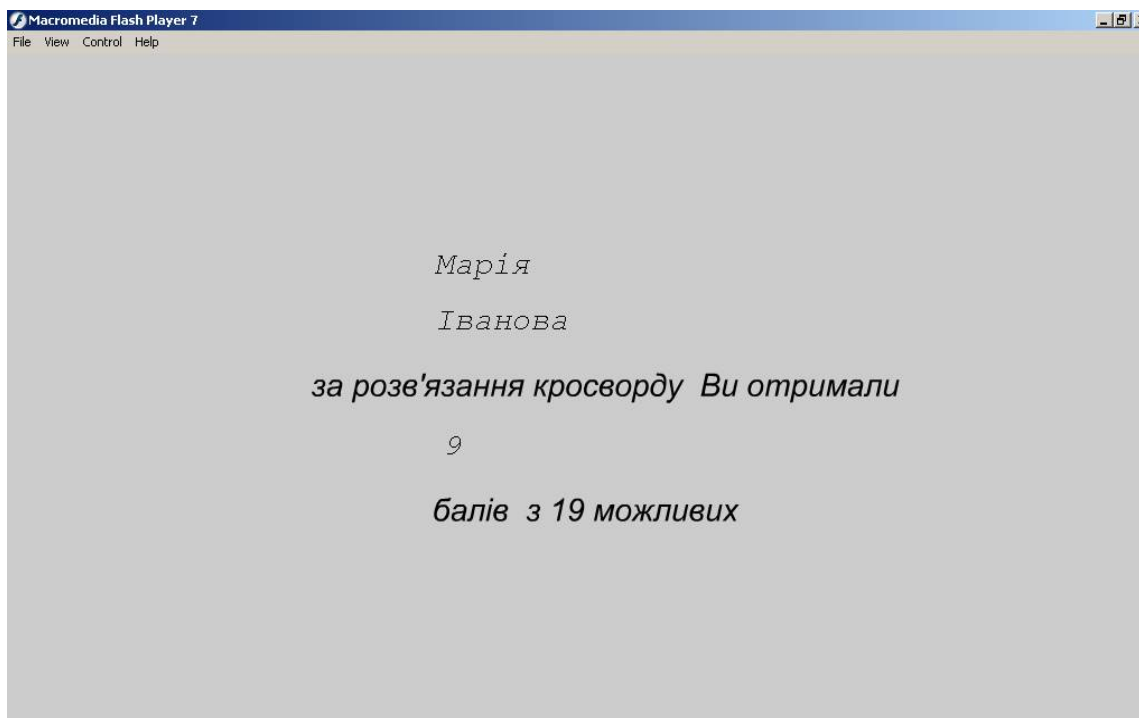 Macromedia Flash Player 7
File View Control Help
Марія
Іванова
за розв'язання кросворду Ви отримали
9
балів з 19 можливих